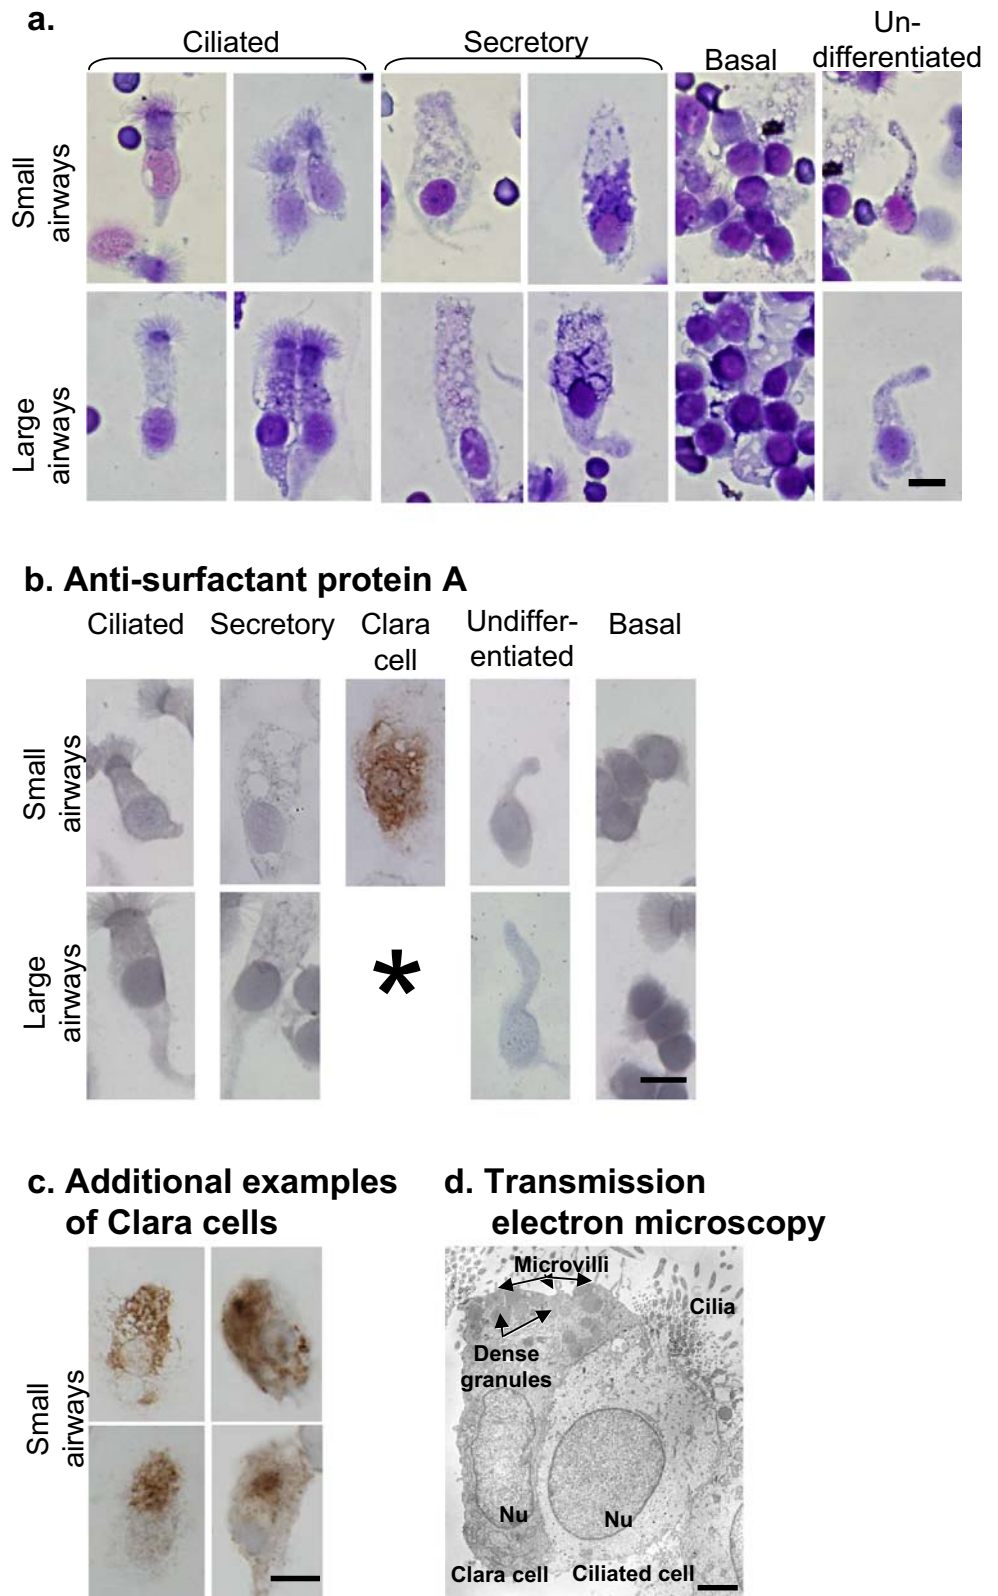 a.
Ciliated
Secretory
Basal
Un-
differentiated
Small
airways
Large
airways
b. Anti-surfactant protein A
Ciliated
Secretory
Clara
cell
Undiffer-
entiated
Basal
Small
airways
Large
airways
*
c. Additional examples
of Clara cells
Small
airways
d. Transmission
electron microscopy
Microvilli
Cilia
Dense
granules
Nu
Nu
Clara cell
Ciliated cell